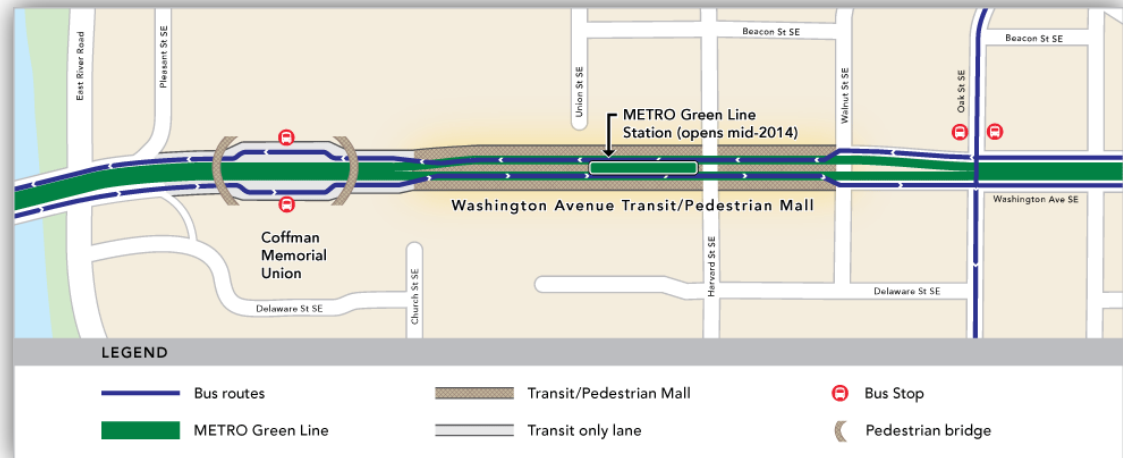 East River Road
Pleasant St SE
Union St SE
Beacon St SE
Walnut St SE
Oak St SE
Beacon St SE
METRO Green Line
Station (opens mid-2014)
Washington Avenue Transit/Pedestrian Mall
Washington Ave SE
Coffman
Memorial
Union
Church St SE
Harvard St SE
Delaware St SE
Delaware St SE
LEGEND
Bus routes
Transit/Pedestrian Mall
Bus Stop
METRO Green Line
Transit only lane
Pedestrian bridge